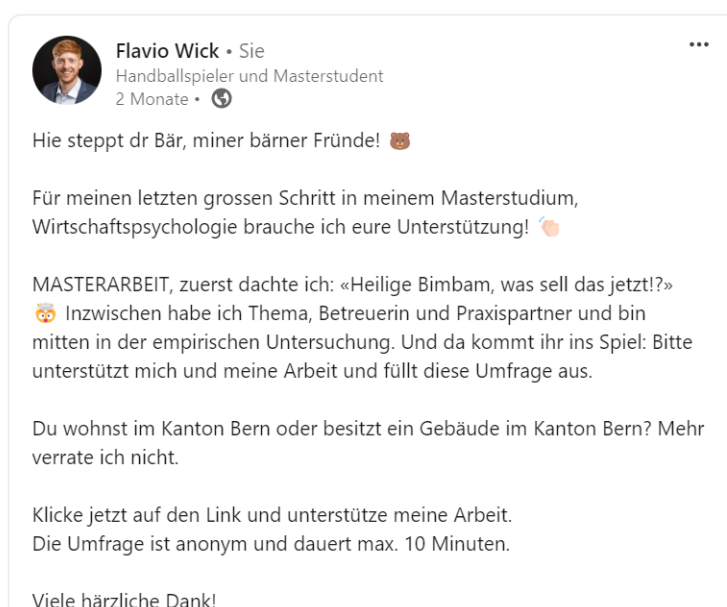 Flavio Wick • Sie
Handballspieler und Masterstudent
2 Monate •
Hie steppt dr Bär, miner bärner Fründe! 🐻
Für meinen letzten grossen Schritt in meinem Masterstudium,
Wirtschaftspsychologie brauche ich eure Unterstützung! 👏🏻
MASTERARBEIT, zuerst dachte ich: «Heilige Bimbam, was sell das jetzt!?»
🤯 Inzwischen habe ich Thema, Betreuerin und Praxispartner und bin
mitten in der empirischen Untersuchung. Und da kommt ihr ins Spiel: Bitte
unterstützt mich und meine Arbeit und füllt diese Umfrage aus.
Du wohnst im Kanton Bern oder besitzt ein Gebäude im Kanton Bern? Mehr
verrate ich nicht.
Klicke jetzt auf den Link und unterstütze meine Arbeit.
Die Umfrage ist anonym und dauert max. 10 Minuten.
Viele härzliche Dank!